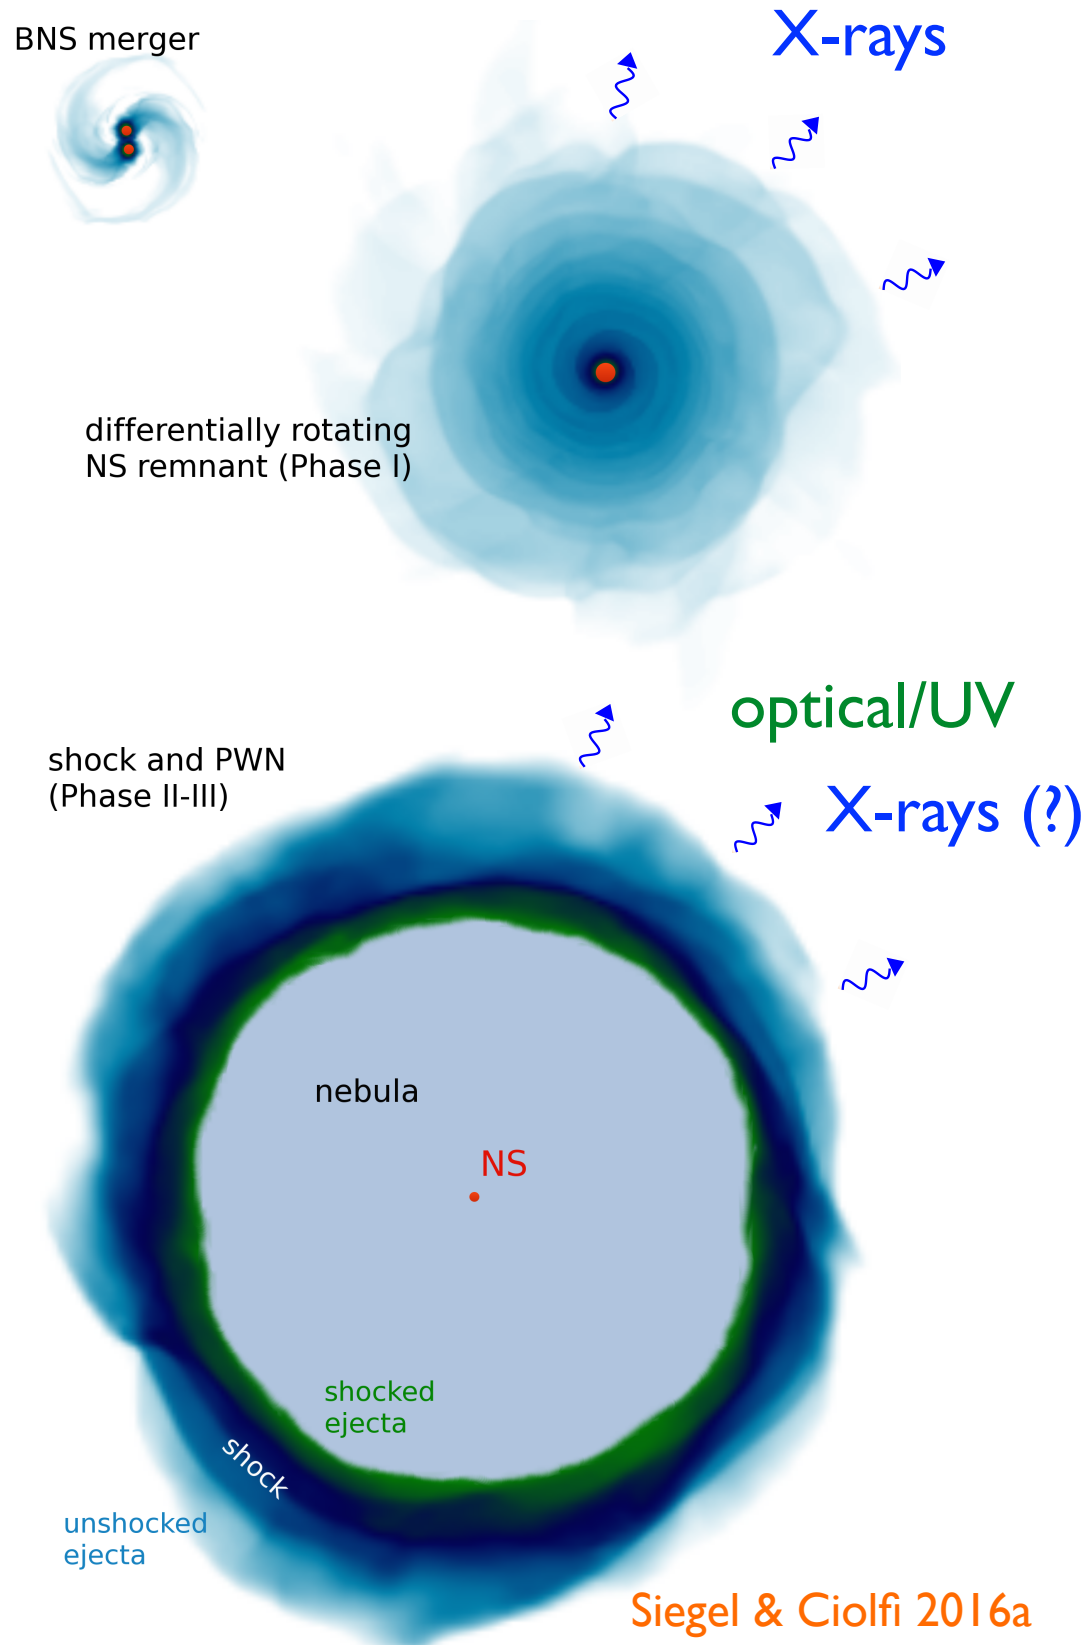 BNS merger
X-rays
differentially rotating
NS remnant (Phase I)
optical/UV
shock and PWN
(Phase II-III)
X-rays (?)
nebula
NS
shocked
ejecta
shock
unshocked
ejecta
Siegel & Ciolfi 2016a